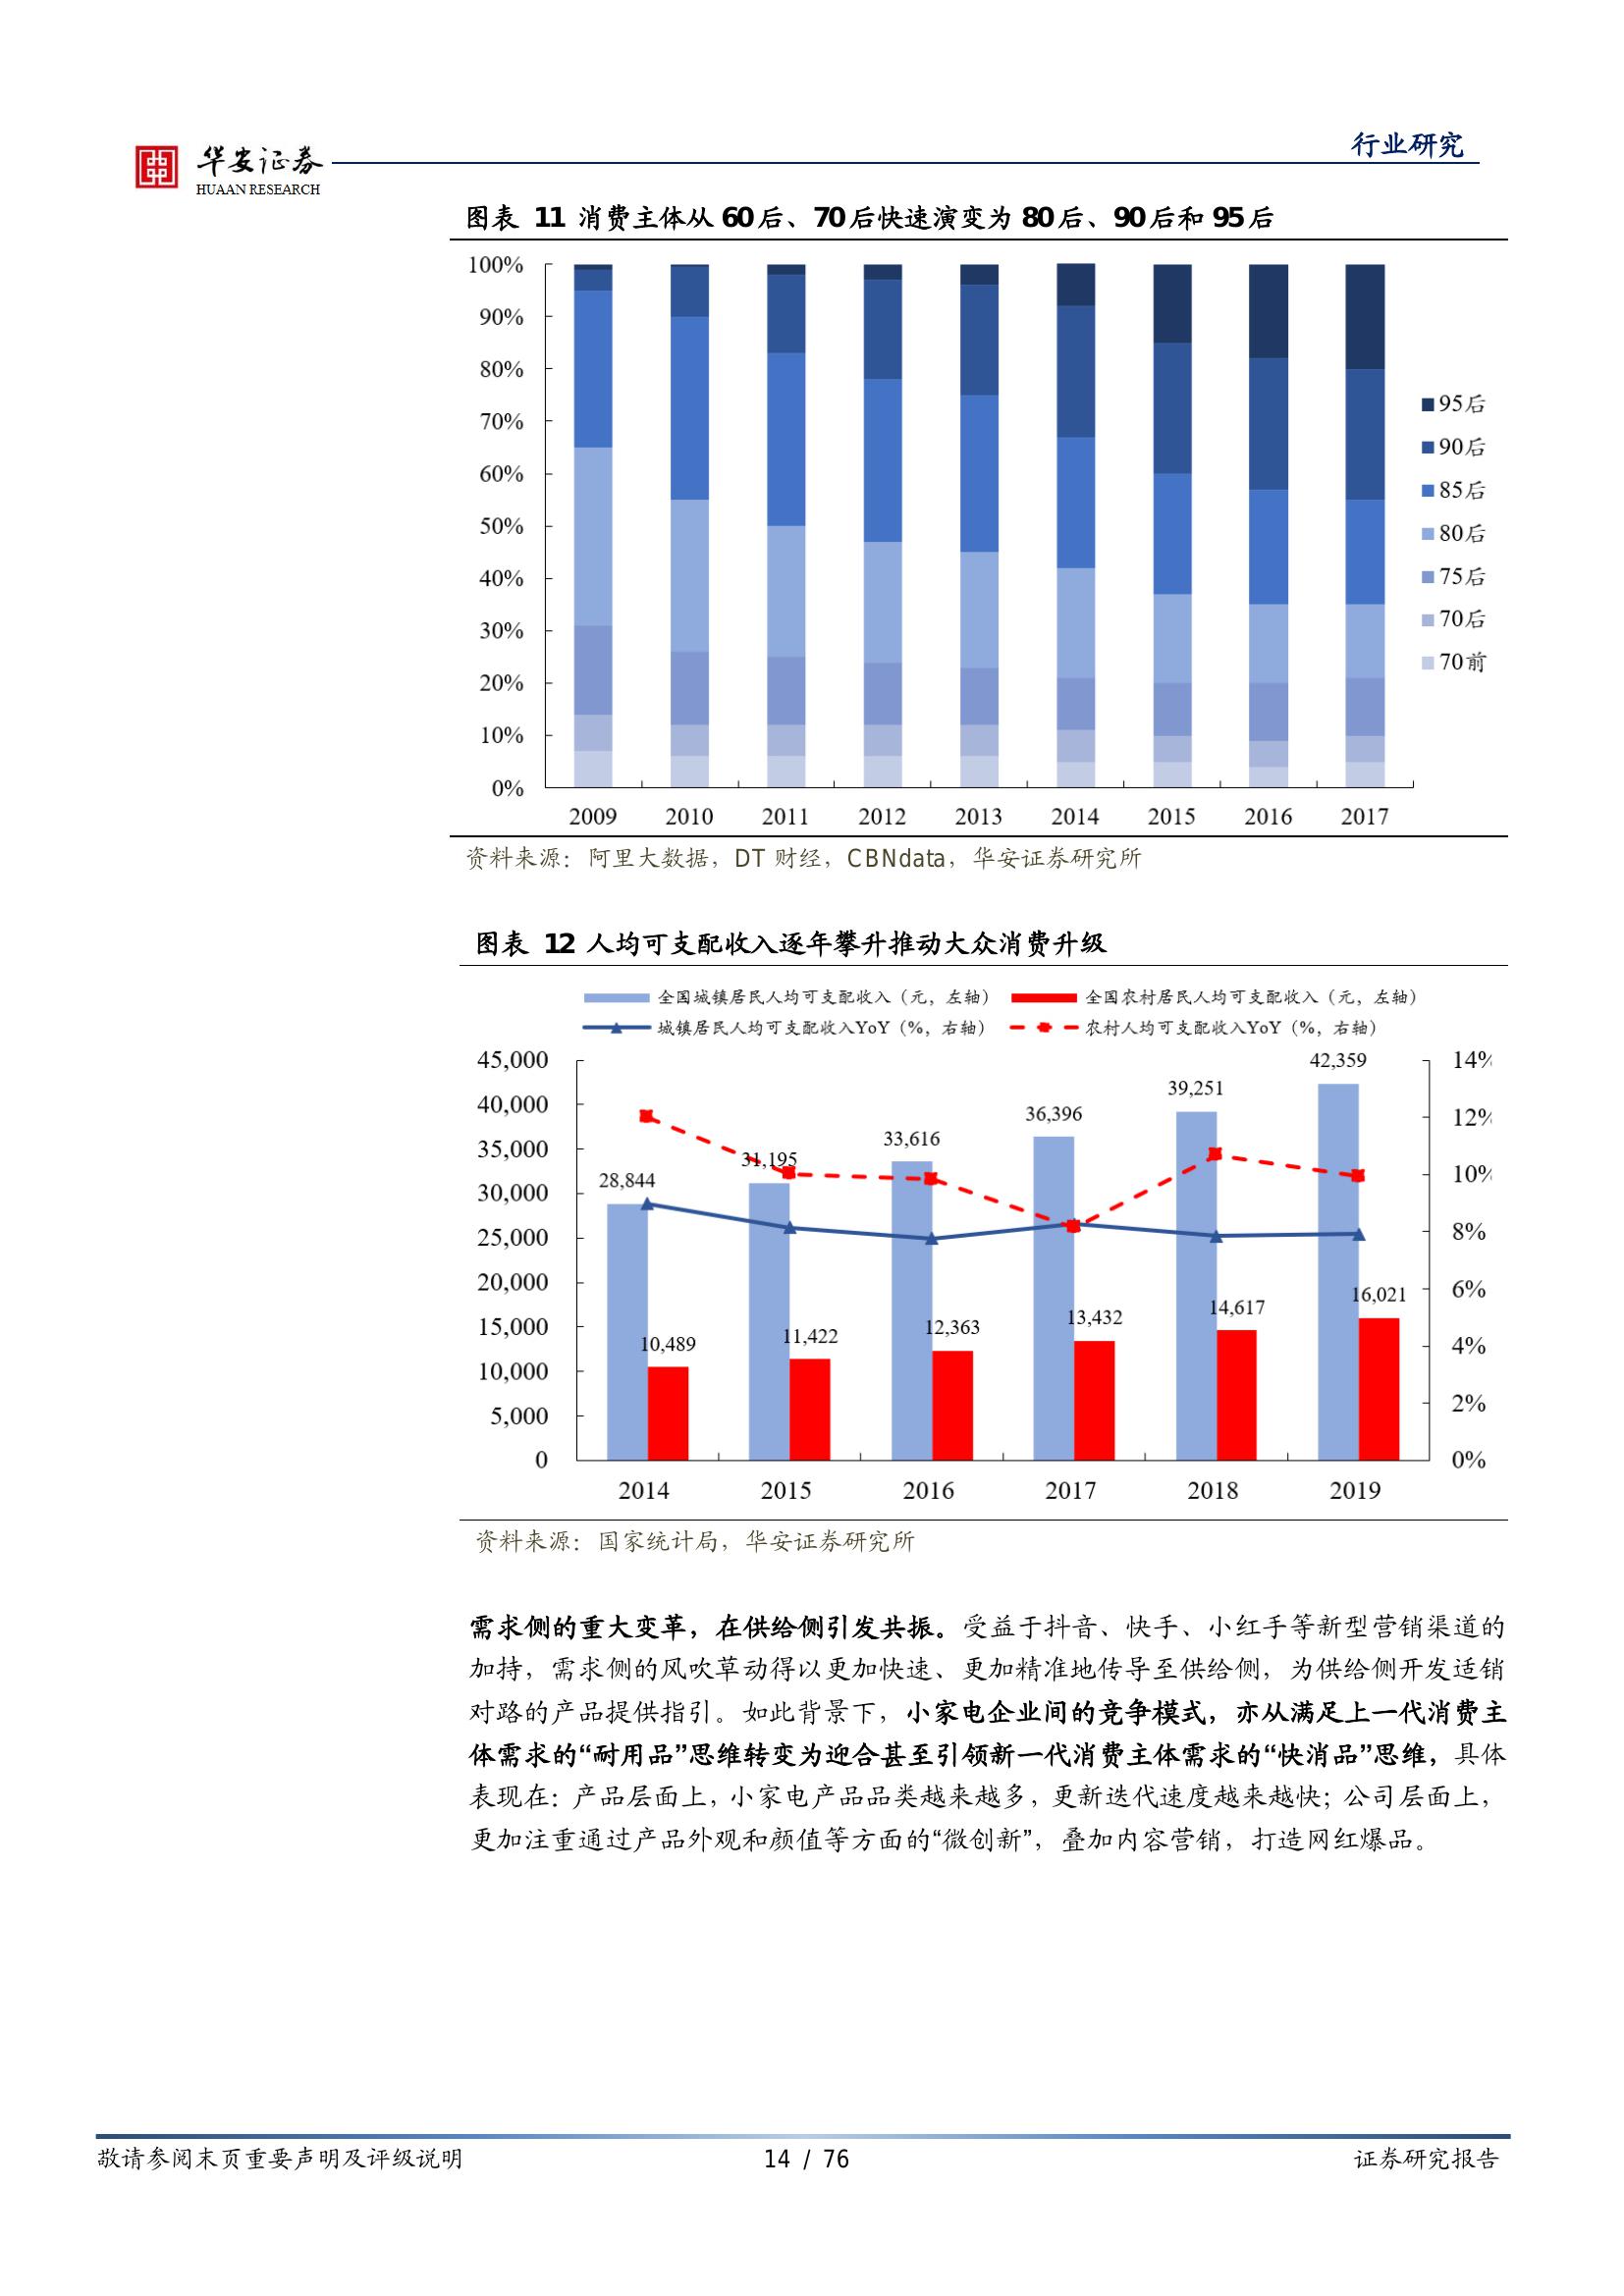 华安证券
HUAAN RESEARCH
行业研究
图表 11 消费主体从 60后、70后快速演变为 80后、90后和 95后
100%
90%
80%
70%
60%
50%
40%
30%
20%
10%
0%
95后
90后
85后
80后
75后
70后
70前
2009 2010 2011 2012 2013 2014 2015 2016 2017
资料来源：阿里大数据，DT 财经，CBNdata，华安证券研究所
图表 12 人均可支配收入逐年攀升推动大众消费升级
全国城镇居民人均可支配收入（元，左轴） 全国农村居民人均可支配收入（元，左轴）
城镇居民人均可支配收入YoY（%，右轴） 农村人均可支配收入YoY（%，右轴）
45,000
40,000
35,000
30,000
25,000
20,000
15,000
10,000
5,000
0
28,844
31,195
33,616
36,396
39,251
42,359
10,489
11,422
12,363
13,432
14,617
16,021
14%
12%
10%
8%
6%
4%
2%
0%
2014 2015 2016 2017 2018 2019
资料来源：国家统计局，华安证券研究所
需求侧的重大变革，在供给侧引发共振。受益于抖音、快手、小红手等新型营销渠道的
加持，需求侧的风吹草动得以更加快速、更加精准地传导至供给侧，为供给侧开发适销
对路的产品提供指引。如此背景下，小家电企业间的竞争模式，亦从满足上一代消费主
体需求的“耐用品”思维转变为迎合甚至引领新一代消费主体需求的“快消品”思维，具体
表现在：产品层面上，小家电产品品类越来越多，更新迭代速度越来越快；公司层面上，
更加注重通过产品外观和颜值等方面的“微创新”，叠加内容营销，打造网红爆品。
敬请参阅末页重要声明及评级说明 14 / 76 证券研究报告